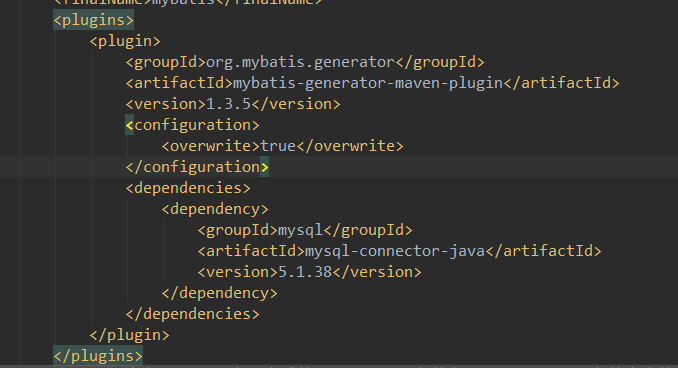 <finalName>mybatis</finalName>
<plugins>
<plugin>
<groupId>org.mybatis.generator</groupId>
<artifactId>mybatis-generator-maven-plugin</artifactId>
<version>1.3.5</version>
<configuration>
<overwrite>true</overwrite>
</configuration>
<dependencies>
<dependency>
<groupId>mysql</groupId>
<artifactId>mysql-connector-java</artifactId>
<version>5.1.38</version>
</dependency>
</dependencies>
</plugin>
</plugins>